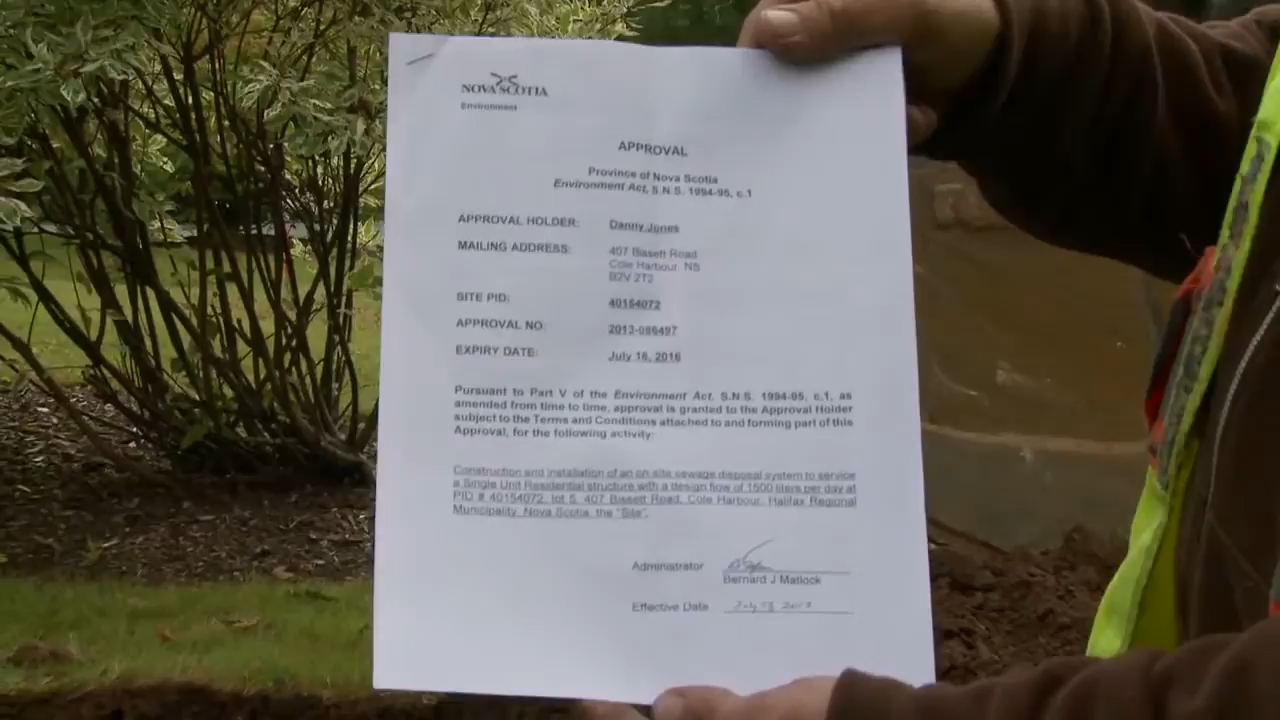 NOVA SCOTIA
Environment
APPROVAL
Province of Nova Scotia
Environment Act, S.N.S. 1994-95, c.1
APPROVAL HOLDER: Danny Jones
MAILING ADDRESS: 407 Bissett Road
Cole Harbour, NS
B2V 2T2
SITE PID: 40154072
APPROVAL NO: 2013-086497
EXPIRY DATE: July 18, 2016
Pursuant to Part V of the Environment Act, S.N.S. 1994-95, c.1, as
amended from time to time, approval is granted to the Approval Holder
subject to the Terms and Conditions attached to and forming part of this
Approval, for the following activity:
Construction and installation of an on-site sewage disposal system to service
a Single Unit Residential structure with a design flow of 1500 liters per day at
PID # 40154072, lot 5, 407 Bissett Road, Cole Harbour, Halifax Regional
Municipality, Nova Scotia, the "Site".
Administrator
Bernard J Matlock
Effective Date July 18 2013